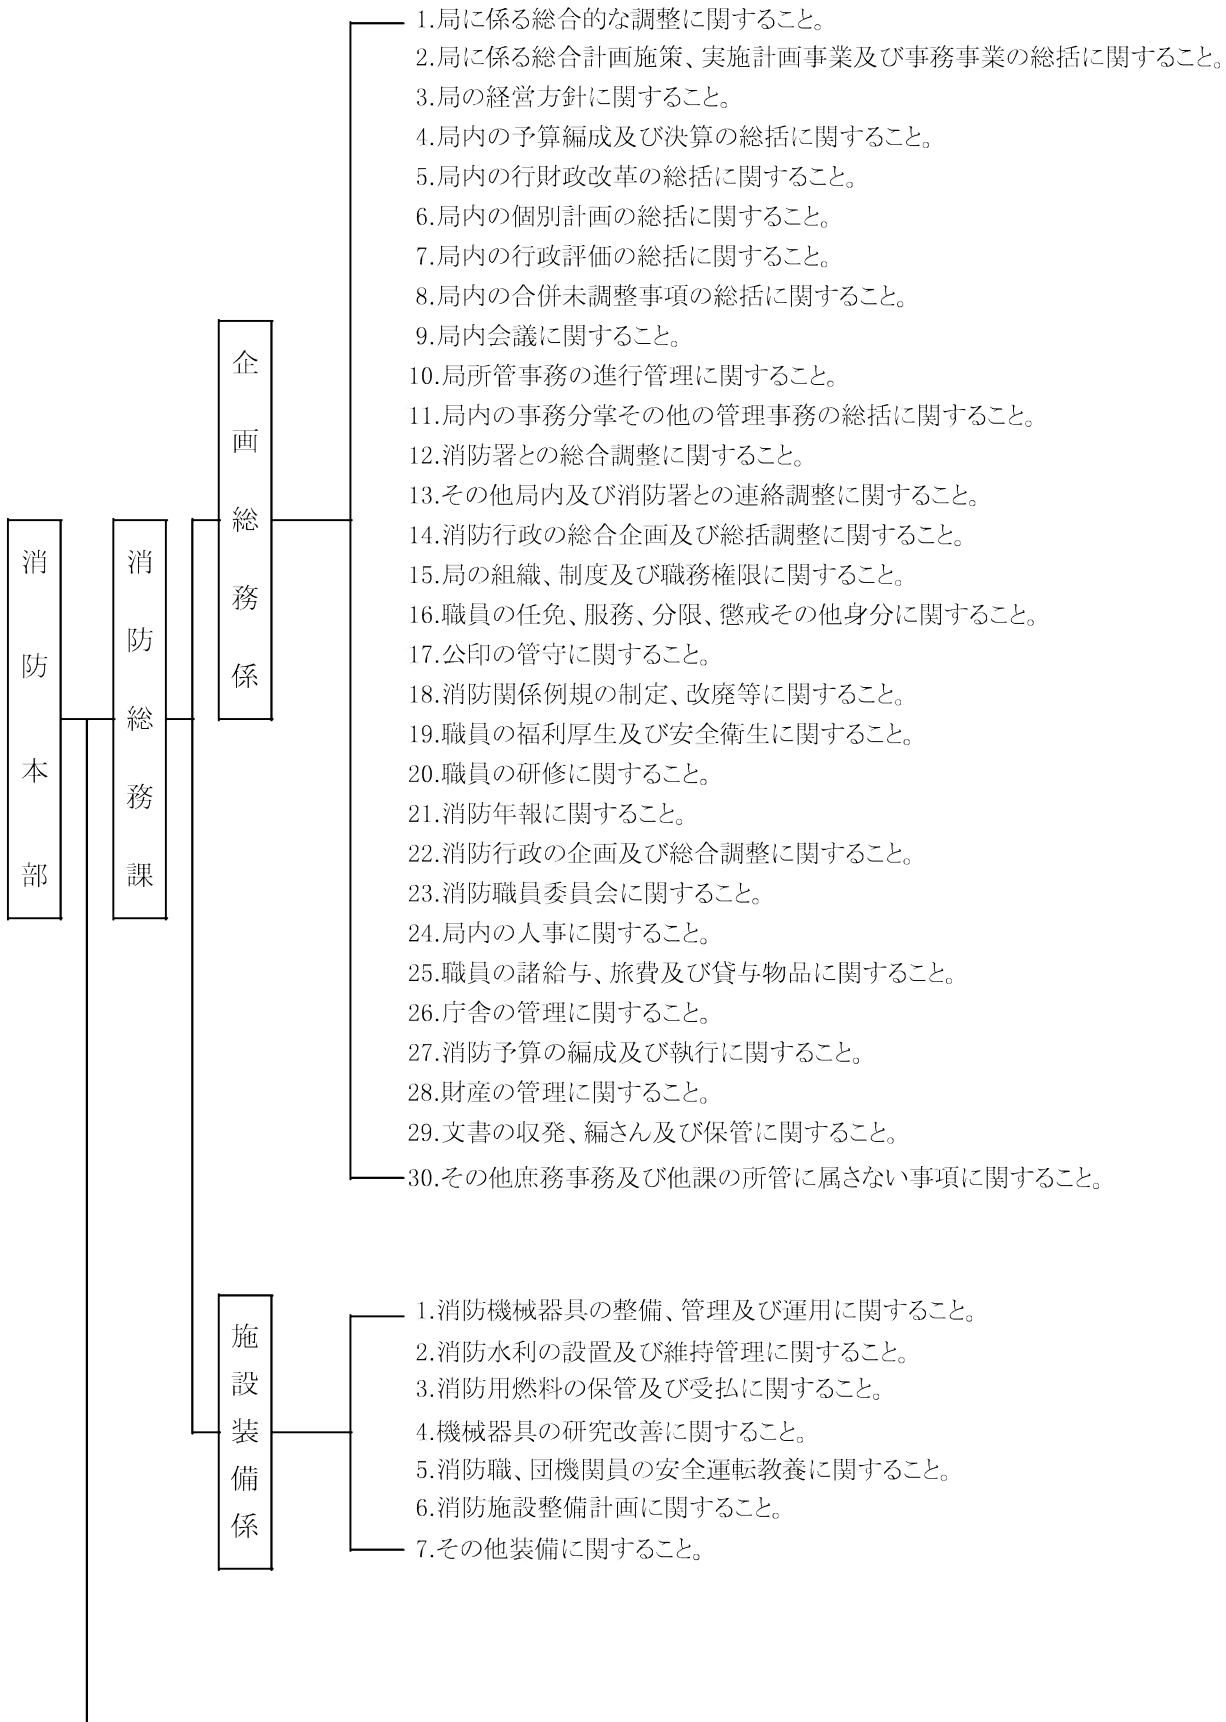 消防本部
消防総務課
企画総務係
1.局に係る総合的な調整に関すること。
2.局に係る総合計画施策、実施計画事業及び事務事業の総括に関すること。
3.局の経営方針に関すること。
4.局内の予算編成及び決算の総括に関すること。
5.局内の行財政改革の総括に関すること。
6.局内の個別計画の総括に関すること。
7.局内の行政評価の総括に関すること。
8.局内の合併未調整事項の総括に関すること。
9.局内会議に関すること。
10.局所管事務の進行管理に関すること。
11.局内の事務分掌その他の管理事務の総括に関すること。
12.消防署との総合調整に関すること。
13.その他局内及び消防署との連絡調整に関すること。
14.消防行政の総合企画及び総括調整に関すること。
15.局の組織、制度及び職務権限に関すること。
16.職員の任免、服務、分限、懲戒その他身分に関すること。
17.公印の管守に関すること。
18.消防関係例規の制定、改廃等に関すること。
19.職員の福利厚生及び安全衛生に関すること。
20.職員の研修に関すること。
21.消防年報に関すること。
22.消防行政の企画及び総合調整に関すること。
23.消防職員委員会に関すること。
24.局内の人事に関すること。
25.職員の諸給与、旅費及び貸与物品に関すること。
26.庁舎の管理に関すること。
27.消防予算の編成及び執行に関すること。
28.財産の管理に関すること。
29.文書の収発、編さん及び保管に関すること。
30.その他庶務事務及び他課の所管に属さない事項に関すること。
施設装備係
1.消防機械器具の整備、管理及び運用に関すること。
2.消防水利の設置及び維持管理に関すること。
3.消防用燃料の保管及び受払に関すること。
4.機械器具の研究改善に関すること。
5.消防職、団機関員の安全運転教養に関すること。
6.消防施設整備計画に関すること。
7.その他装備に関すること。